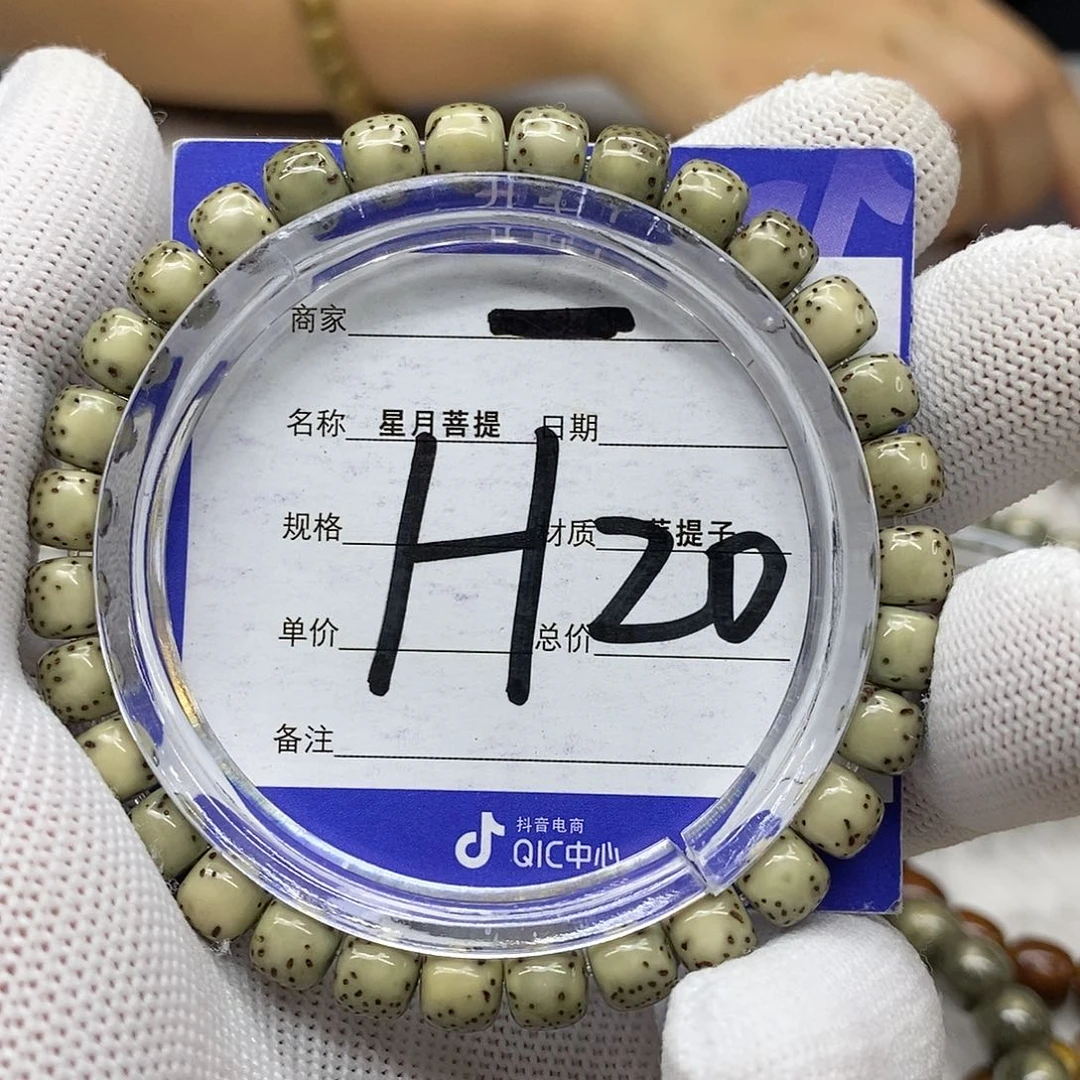 商家
名称 星月菩提 日期
规格 材质 菩提子
H20
单价 总价
备注
抖音电商
QIC中心